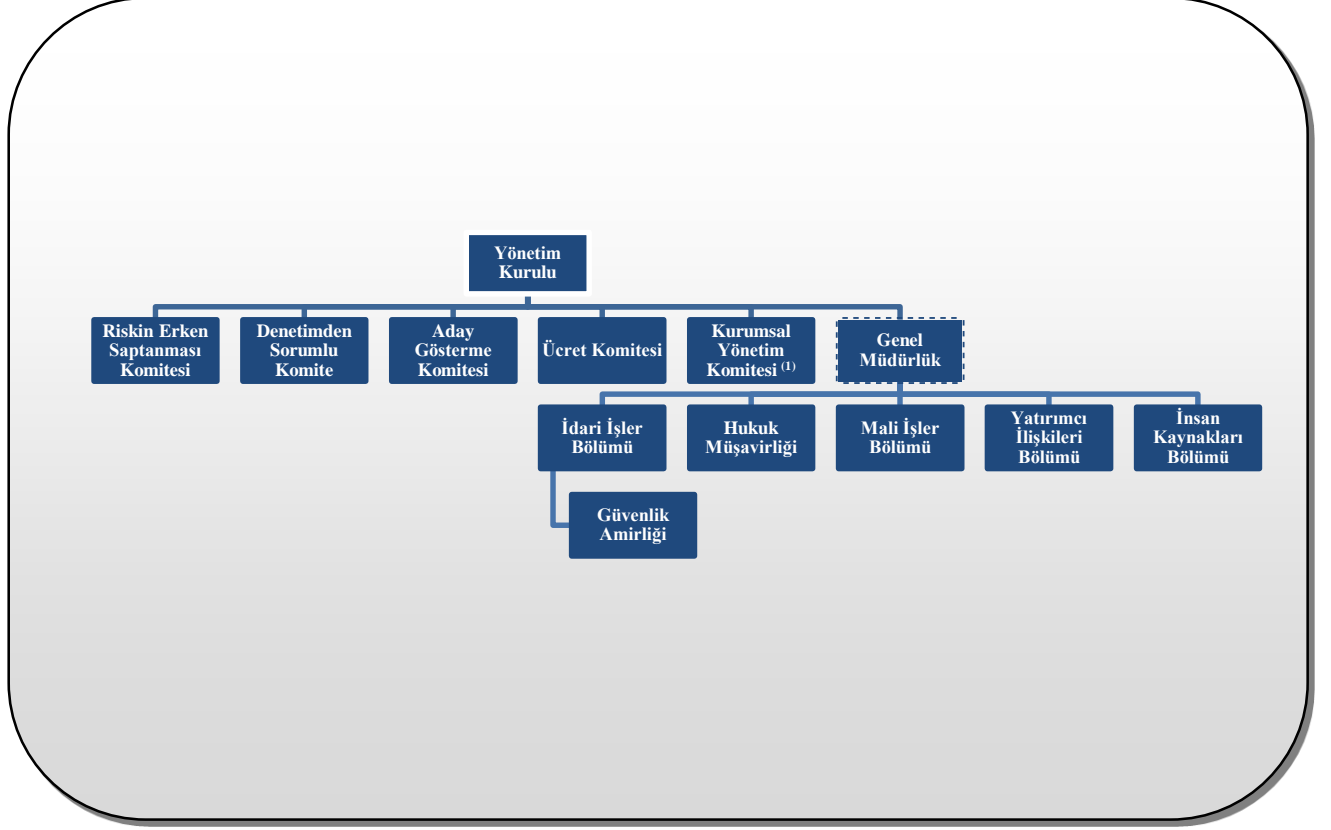 Yönetim
Kurulu
Riskin Erken
Saptanması
Komitesi
Denetimden
Sorumlu
Komite
Aday
Gösterme
Komitesi
Ücret Komitesi
Kurumsal
Yönetim
Komitesi (1)
Genel
Müdürlük
İdari İşler
Bölümü
Hukuk
Müşavirliği
Mali İşler
Bölümü
Yatırımcı
İlişkileri
Bölümü
İnsan
Kaynakları
Bölümü
Güvenlik
Amirliği